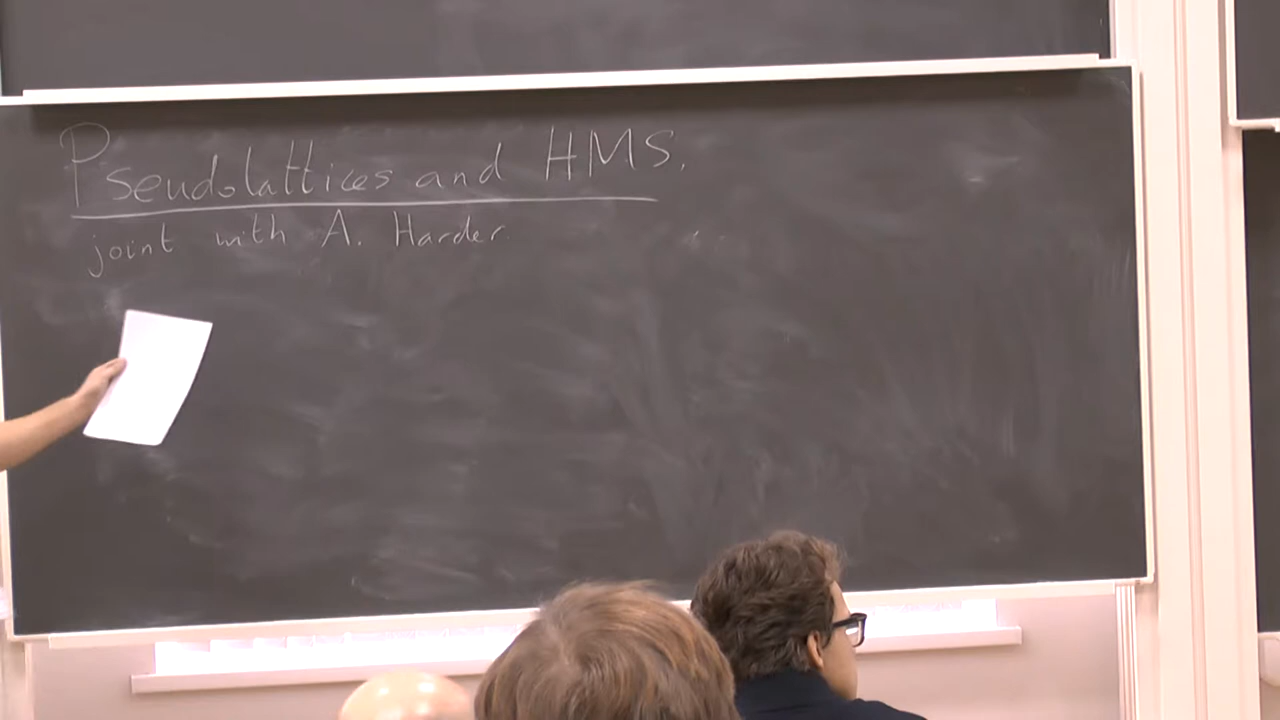 Pseudolattices and HMS.
joint with A. Harder.